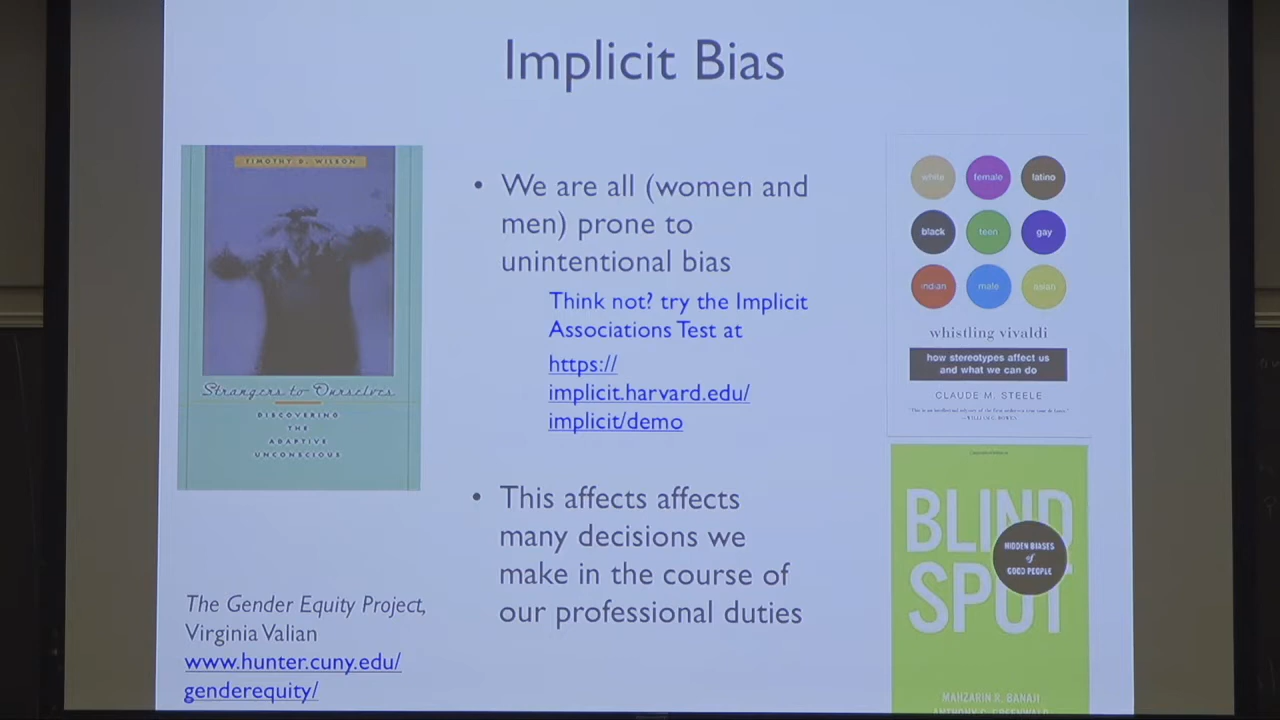 Implicit Bias
TIMOTHY D. WILSON
Strangers to Ourselves
DISCOVERING
THE
ADAPTIVE
UNCONSCIOUS
The Gender Equity Project,
Virginia Valian
www.hunter.cuny.edu/
genderequity/
• We are all (women and
men) prone to
unintentional bias
Think not? try the Implicit
Associations Test at
https://
implicit.harvard.edu/
implicit/demo
• This affects affects
many decisions we
make in the course of
our professional duties
white female latino
black teen gay
indian male asian
whistling vivaldi
how stereotypes affect us
and what we can do
CLAUDE M. STEELE
BLIND
SPOT
HIDDEN BIASES
of
GOOD PEOPLE
MAHZARIN R. BANAJI
ANTHONY G. GREENWALD